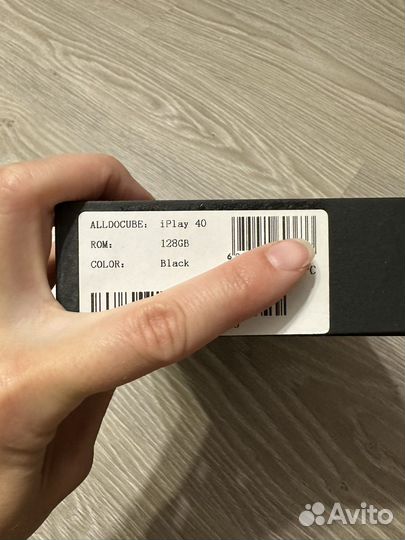 ALLDOCUBE: iPlay 40
ROM: 128GB
COLOR: Black
Avito